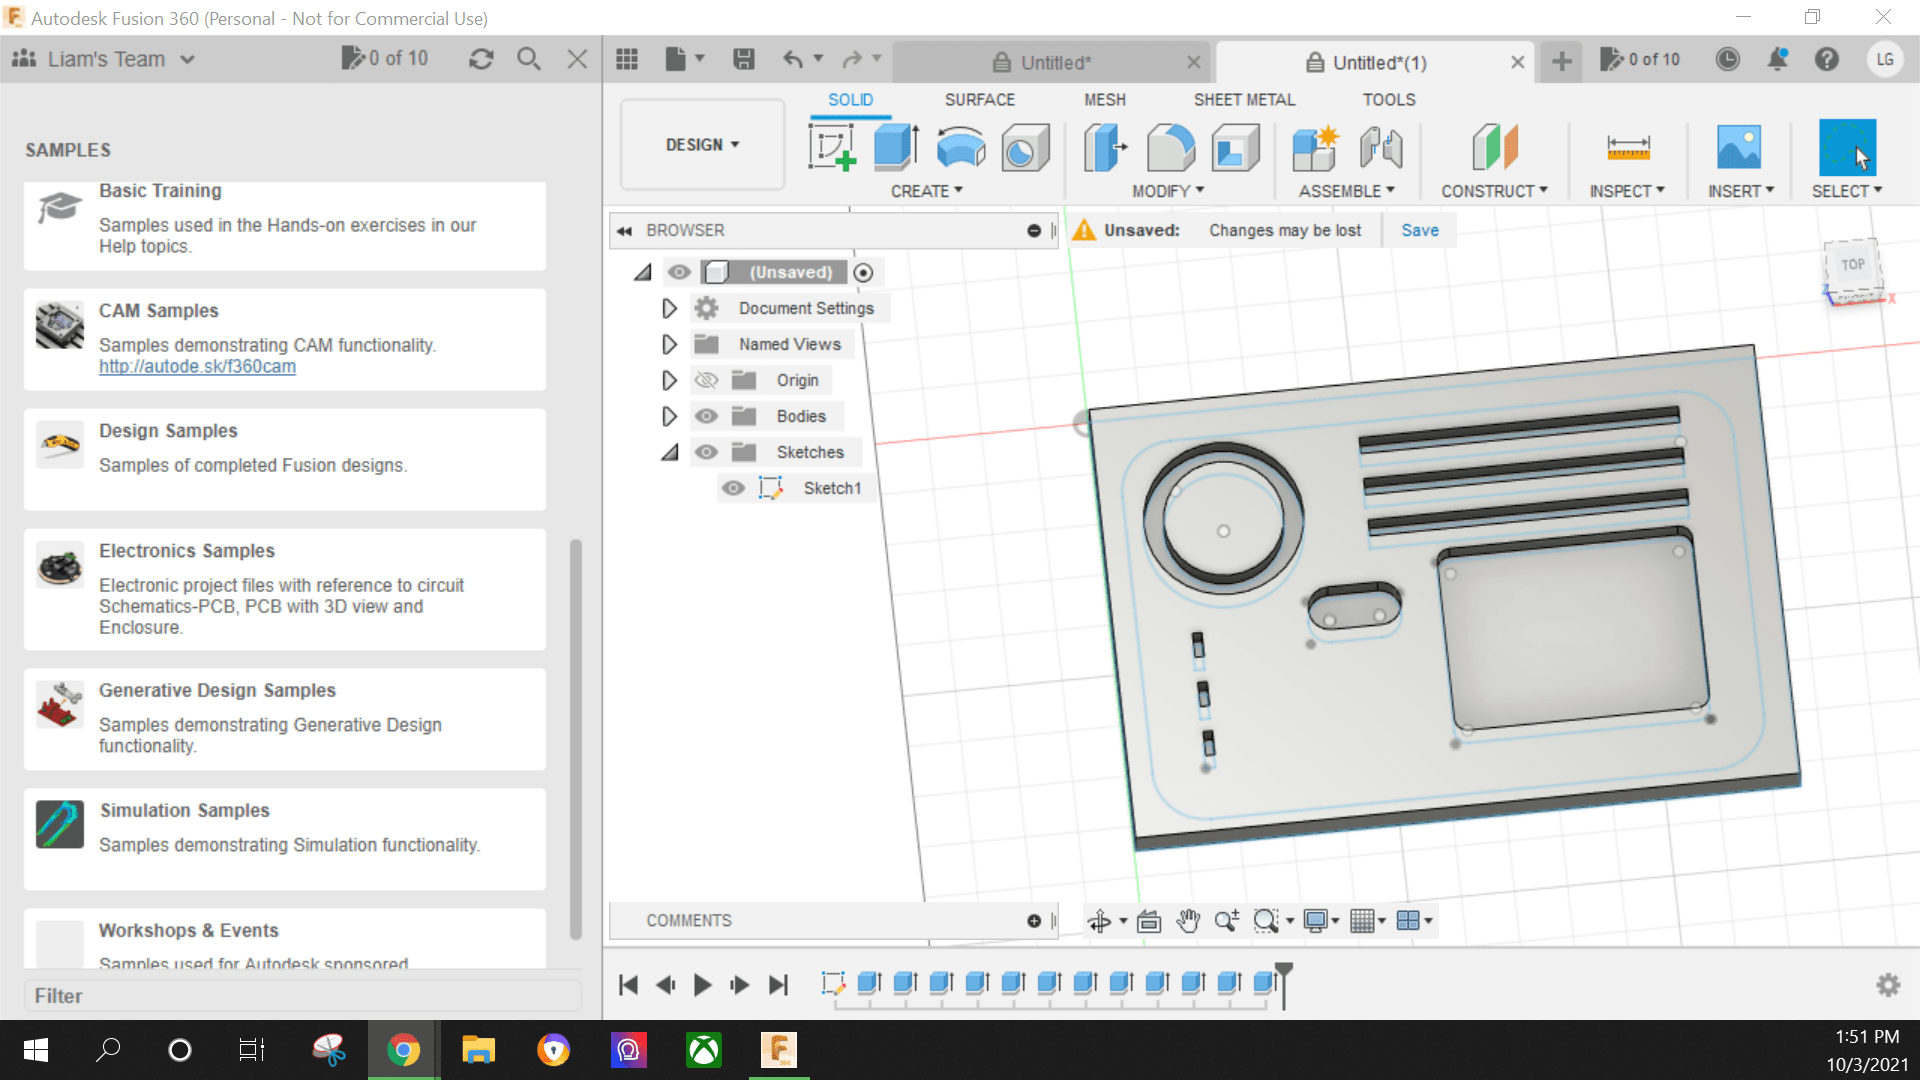 Autodesk Fusion 360 (Personal - Not for Commercial Use)
Liam's Team
0 of 10
Untitled*
Untitled*(1)
0 of 10
LG
SAMPLES
Basic Training
Samples used in the Hands-on exercises in our
Help topics.
CAM Samples
Samples demonstrating CAM functionality.
http://autode.sk/f360cam
Design Samples
Samples of completed Fusion designs.
Electronics Samples
Electronic project files with reference to circuit
Schematics-PCB, PCB with 3D view and
Enclosure.
Generative Design Samples
Samples demonstrating Generative Design
functionality.
Simulation Samples
Samples demonstrating Simulation functionality.
Workshops & Events
Samples used for Autodesk sponsored
Filter
DESIGN
SOLID
SURFACE
MESH
SHEET METAL
TOOLS
CREATE
MODIFY
ASSEMBLE
CONSTRUCT
INSPECT
INSERT
SELECT
BROWSER
Unsaved:
Changes may be lost
Save
(Unsaved)
Document Settings
Named Views
Origin
Bodies
Sketches
Sketch1
TOP
Z
X
COMMENTS
F
360
1:51 PM
10/3/2021